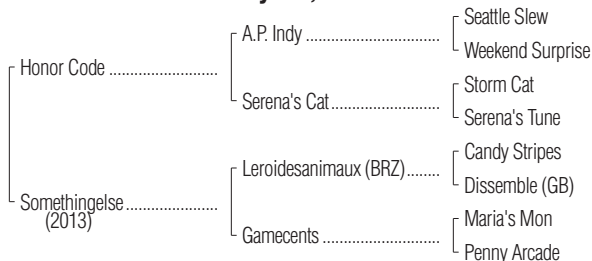 Seattle Slew
A.P. Indy ................................
Weekend Surprise
Honor Code ..........................
Storm Cat
Serena's Cat..........................
Serena's Tune
Candy Stripes
Leroidesanimaux (BRZ)........
Dissemble (GB)
Somethingelse......................
(2013)
Maria's Mon
Gamecents ............................
Penny Arcade